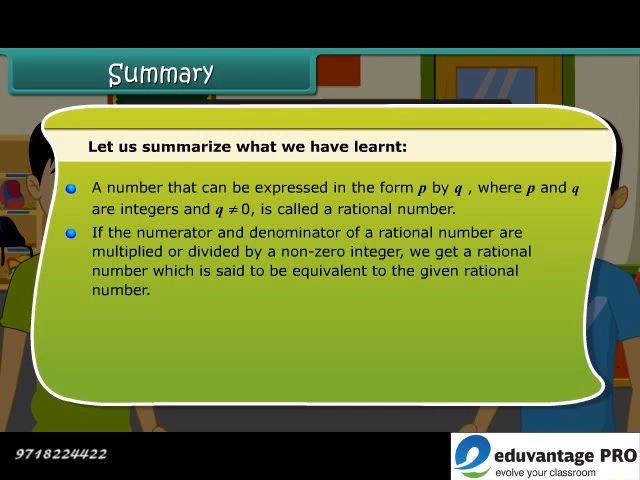 Summary
Let us summarize what we have learnt:
A number that can be expressed in the form p by q , where p and q
are integers and q ≠ 0, is called a rational number.
If the numerator and denominator of a rational number are
multiplied or divided by a non-zero integer, we get a rational
number which is said to be equivalent to the given rational
number.
9718224422
eduvantage PRO
evolve your classroom